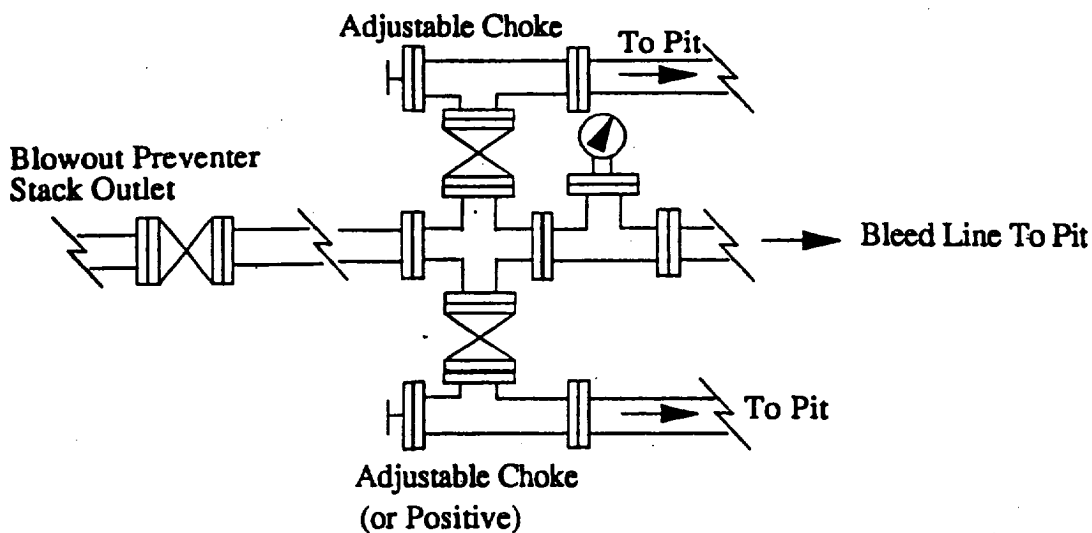 Adjustable Choke
To Pit
Blowout Preventer
Stack Outlet
Bleed Line To Pit
To Pit
Adjustable Choke
(or Positive)